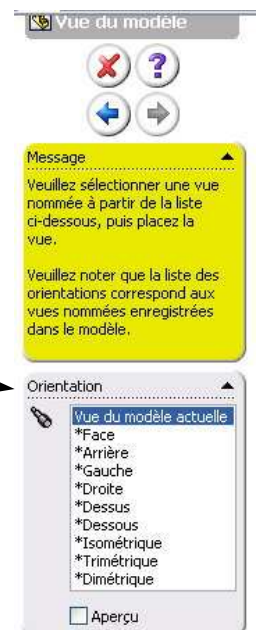 Vue du modèle
?
Message
Veuillez sélectionner une vue
nommée à partir de la liste
ci-dessous, puis placez la
vue.
Veuillez noter que la liste des
orientations correspond aux
vues nommées enregistrées
dans le modèle.
Orientation
Vue du modèle actuelle
*Face
*Arrière
*Gauche
*Droite
*Dessus
*Dessous
*Isométrique
*Trimétrique
*Dimétrique
Aperçu